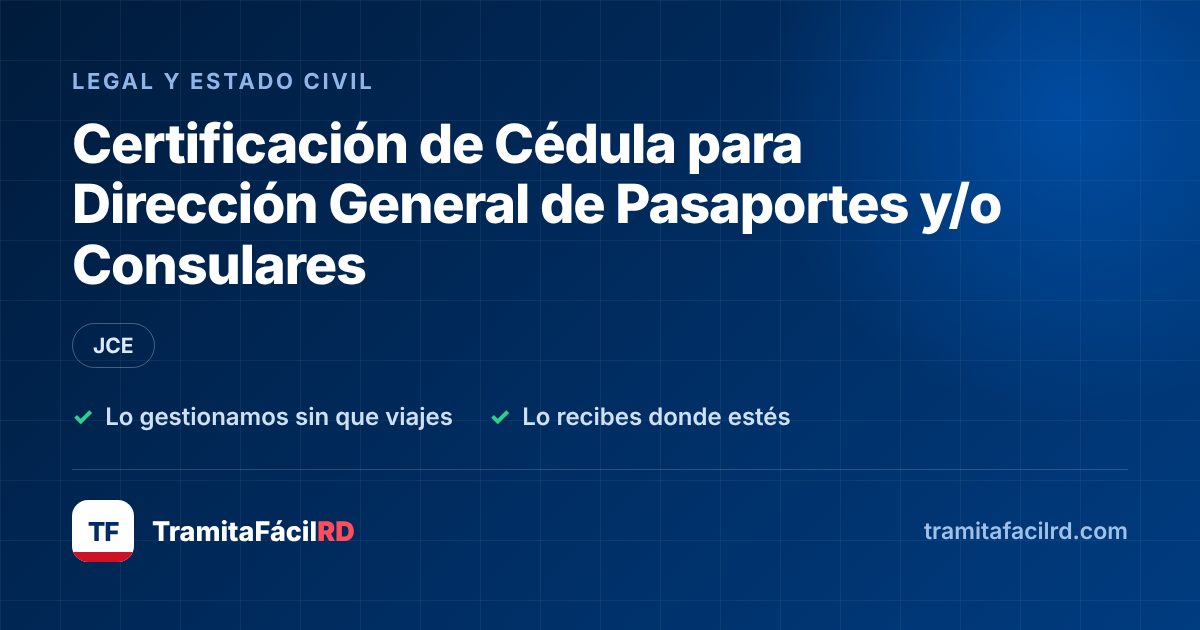 LEGAL Y ESTADO CIVIL
Certificación de Cédula para
Dirección General de Pasaportes y/o
Consulares
JCE
Lo gestionamos sin que viajes
Lo recibes donde estés
TF
TramitaFácilRD
tramitafacilrd.com